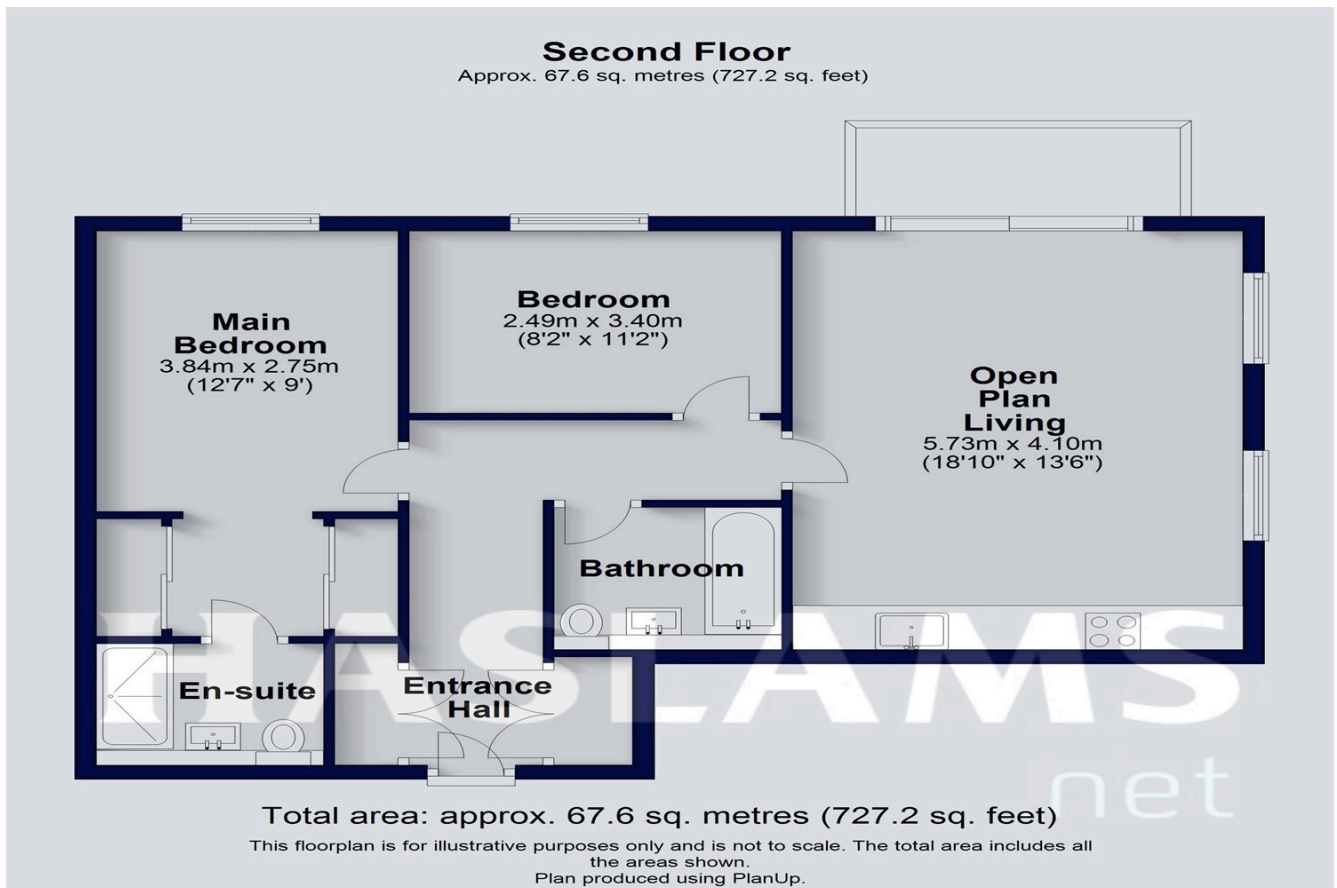 Second Floor
Approx. 67.6 sq. metres (727.2 sq. feet)
Main
Bedroom
3.84m x 2.75m
(12'7" x 9')
Bedroom
2.49m x 3.40m
(8'2" x 11'2")
Open
Plan
Living
5.73m x 4.10m
(18'10" x 13'6")
Bathroom
En-suite
Entrance
Hall
HASLAMS
net
Total area: approx. 67.6 sq. metres (727.2 sq. feet)
This floorplan is for illustrative purposes only and is not to scale. The total area includes all
the areas shown.
Plan produced using PlanUp.